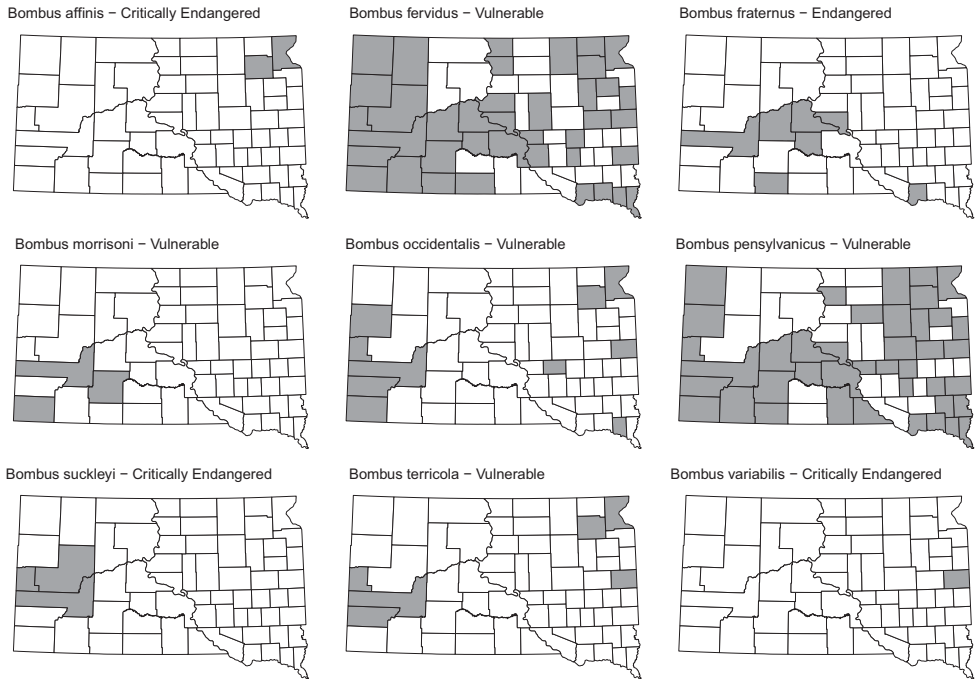 Bombus affinis − Critically Endangered
Bombus fervidus − Vulnerable
Bombus fraternus − Endangered
Bombus morrisoni − Vulnerable
Bombus occidentalis − Vulnerable
Bombus pensylvanicus − Vulnerable
Bombus suckleyi − Critically Endangered
Bombus terricola − Vulnerable
Bombus variabilis − Critically Endangered